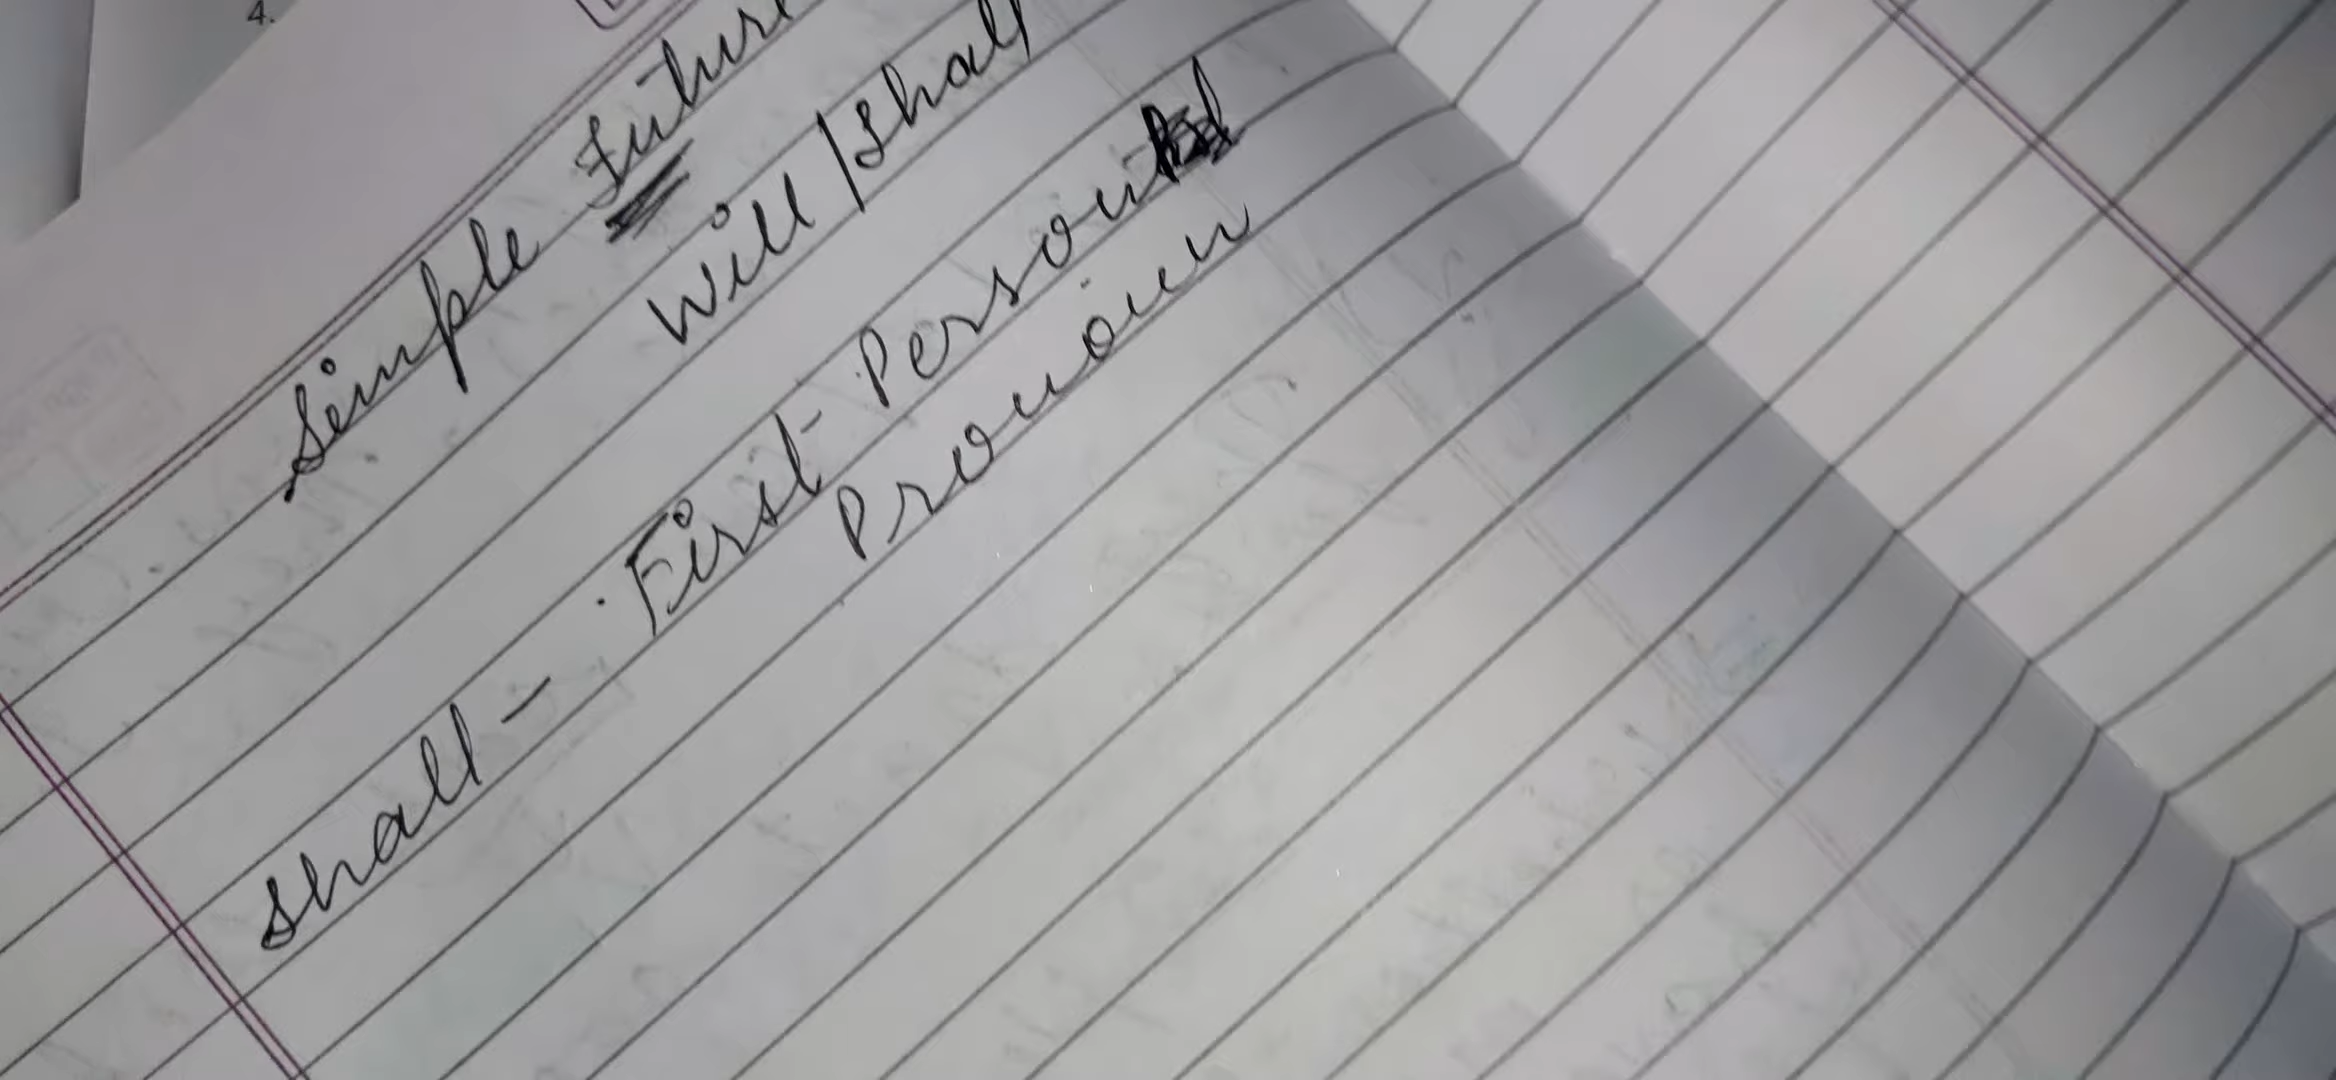 4.
Simple Future
Will / Shall
Shall - First Person
Pronoun